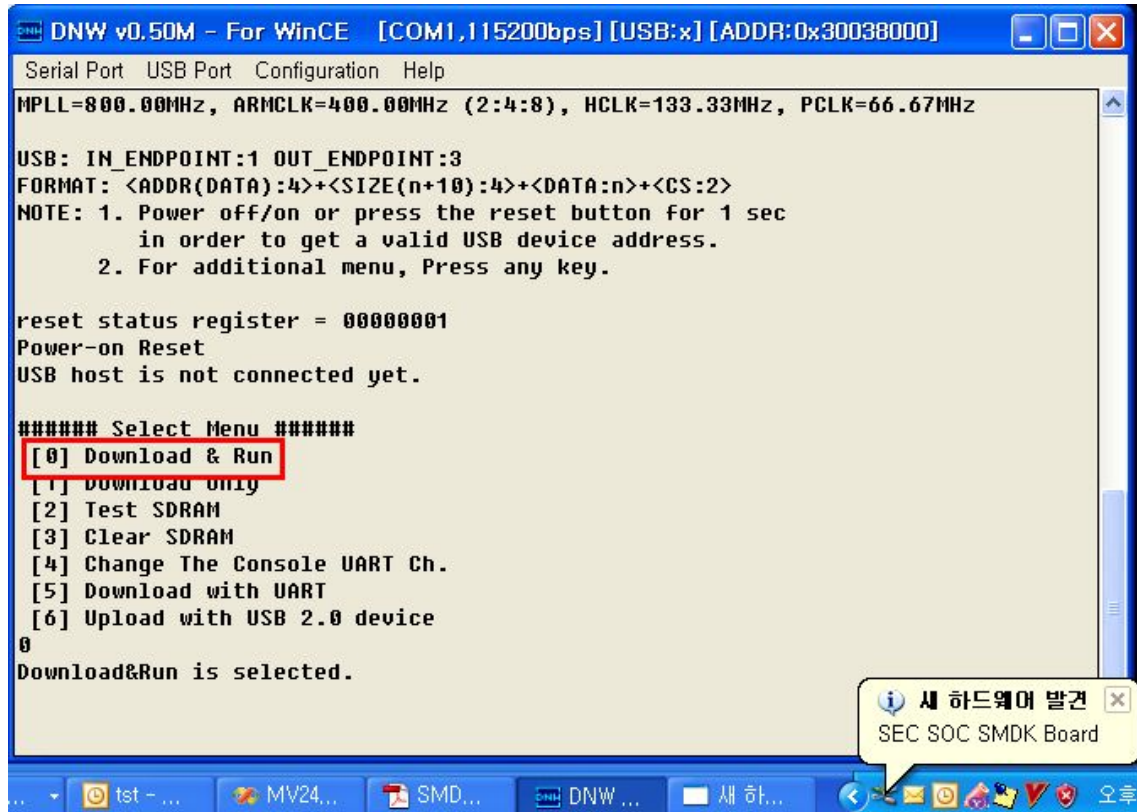 DNW v0.50M - For WinCE [COM1,115200bps][USB:x][ADDR:0x30038000]
Serial Port USB Port Configuration Help
MPLL=800.00MHz, ARMCLK=400.00MHz (2:4:8), HCLK=133.33MHz, PCLK=66.67MHz
USB: IN_ENDPOINT:1 OUT_ENDPOINT:3
FORMAT: <ADDR(DATA):4>+<SIZE(n+10):4>+<DATA:n>+<CS:2>
NOTE: 1. Power off/on or press the reset button for 1 sec
in order to get a valid USB device address.
2. For additional menu, Press any key.
reset status register = 00000001
Power-on Reset
USB host is not connected yet.
###### Select Menu ######
[0] Download & Run
[1] Download Only
[2] Test SDRAM
[3] Clear SDRAM
[4] Change The Console UART Ch.
[5] Download with UART
[6] Upload with USB 2.0 device
0
Download&Run is selected.
새 하드웨어 발견
SEC SOC SMDK Board
... tst - ... MV24... SMD... DNW ... 새 하... 오후